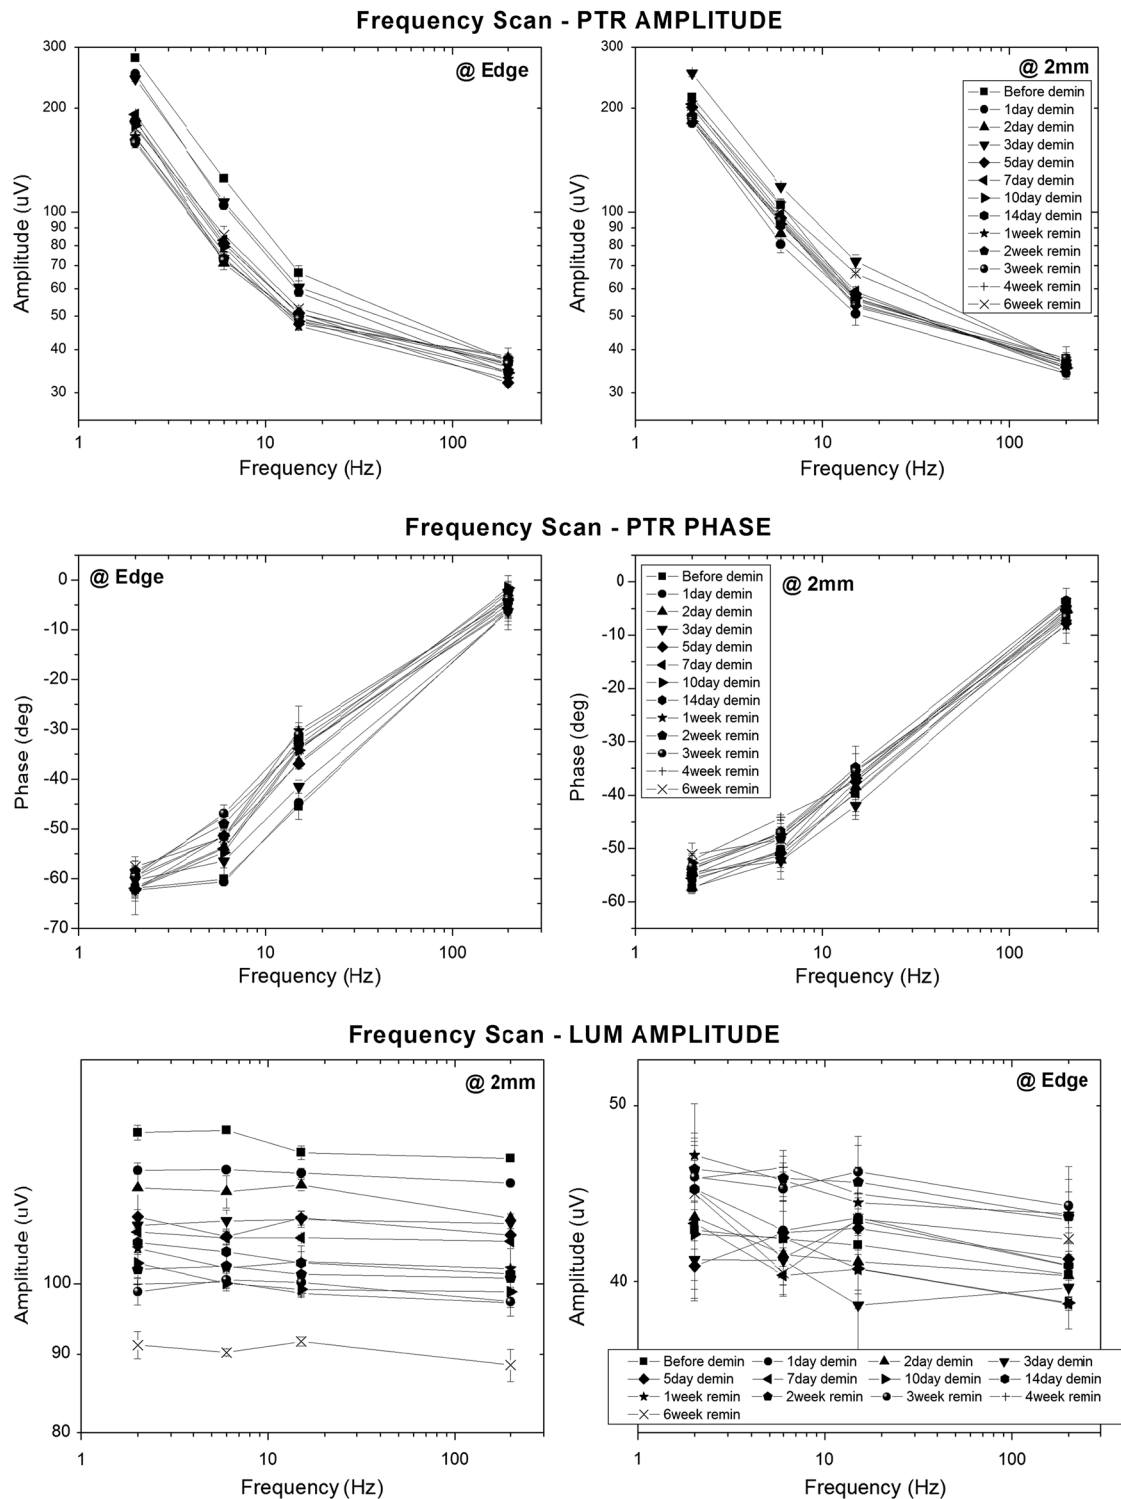 Frequency Scan - PTR AMPLITUDE
@ Edge
300
200
100
90
80
70
60
50
40
30
Amplitude (uV)
1
10
100
Frequency (Hz)
@ 2mm
Before demin
1day demin
2day demin
3day demin
5day demin
7day demin
10day demin
14day demin
1week remin
2week remin
3week remin
4week remin
6week remin
300
200
100
90
80
70
60
50
40
30
Amplitude (uV)
1
10
100
Frequency (Hz)
Frequency Scan - PTR PHASE
@ Edge
0
-10
-20
-30
-40
-50
-60
-70
Phase (deg)
1
10
100
Frequency (Hz)
Before demin
1day demin
2day demin
3day demin
5day demin
7day demin
10day demin
14day demin
1week remin
2week remin
3week remin
4week remin
6week remin
@ 2mm
0
-10
-20
-30
-40
-50
-60
Phase (deg)
1
10
100
Frequency (Hz)
Frequency Scan - LUM AMPLITUDE
@ 2mm
100
90
80
Amplitude (uV)
1
10
100
Frequency (Hz)
@ Edge
50
40
Amplitude (uV)
Before demin 1day demin 2day demin 3day demin
5day demin 7day demin 10day demin 14day demin
1week remin 2week remin 3week remin 4week remin
6week remin
1
10
100
Frequency (Hz)